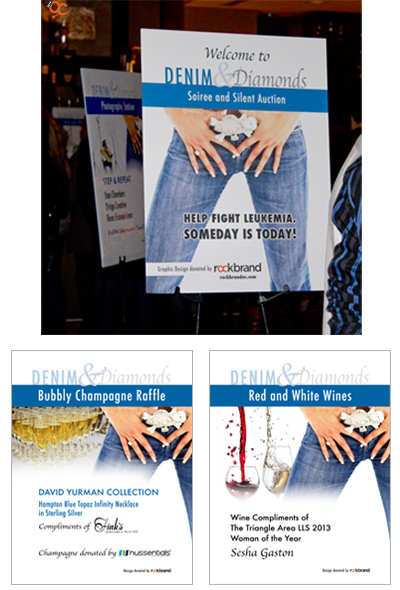 OC
Welcome to
DENIM & Diamonds
Soiree and Silent Auction
HELP FIGHT LEUKEMIA.
SOMEDAY IS TODAY!
Graphic Design donated by rockbrand
rockbrandinc.com
DENIM &
Photography Station
STEP & REPEAT
DENIM & Diamonds
Bubbly Champagne Raffle
DAVID YURMAN COLLECTION
Hampton Blue Topaz Infinity Necklace
in Sterling Silver
Compliments of Fink's
Champagne donated by nussentials
Design donated by rockbrand
DENIM & Diamonds
Red and White Wines
Wine Compliments of
The Triangle Area LLS 2013
Woman of the Year
Sesha Gaston
Design donated by rockbrand